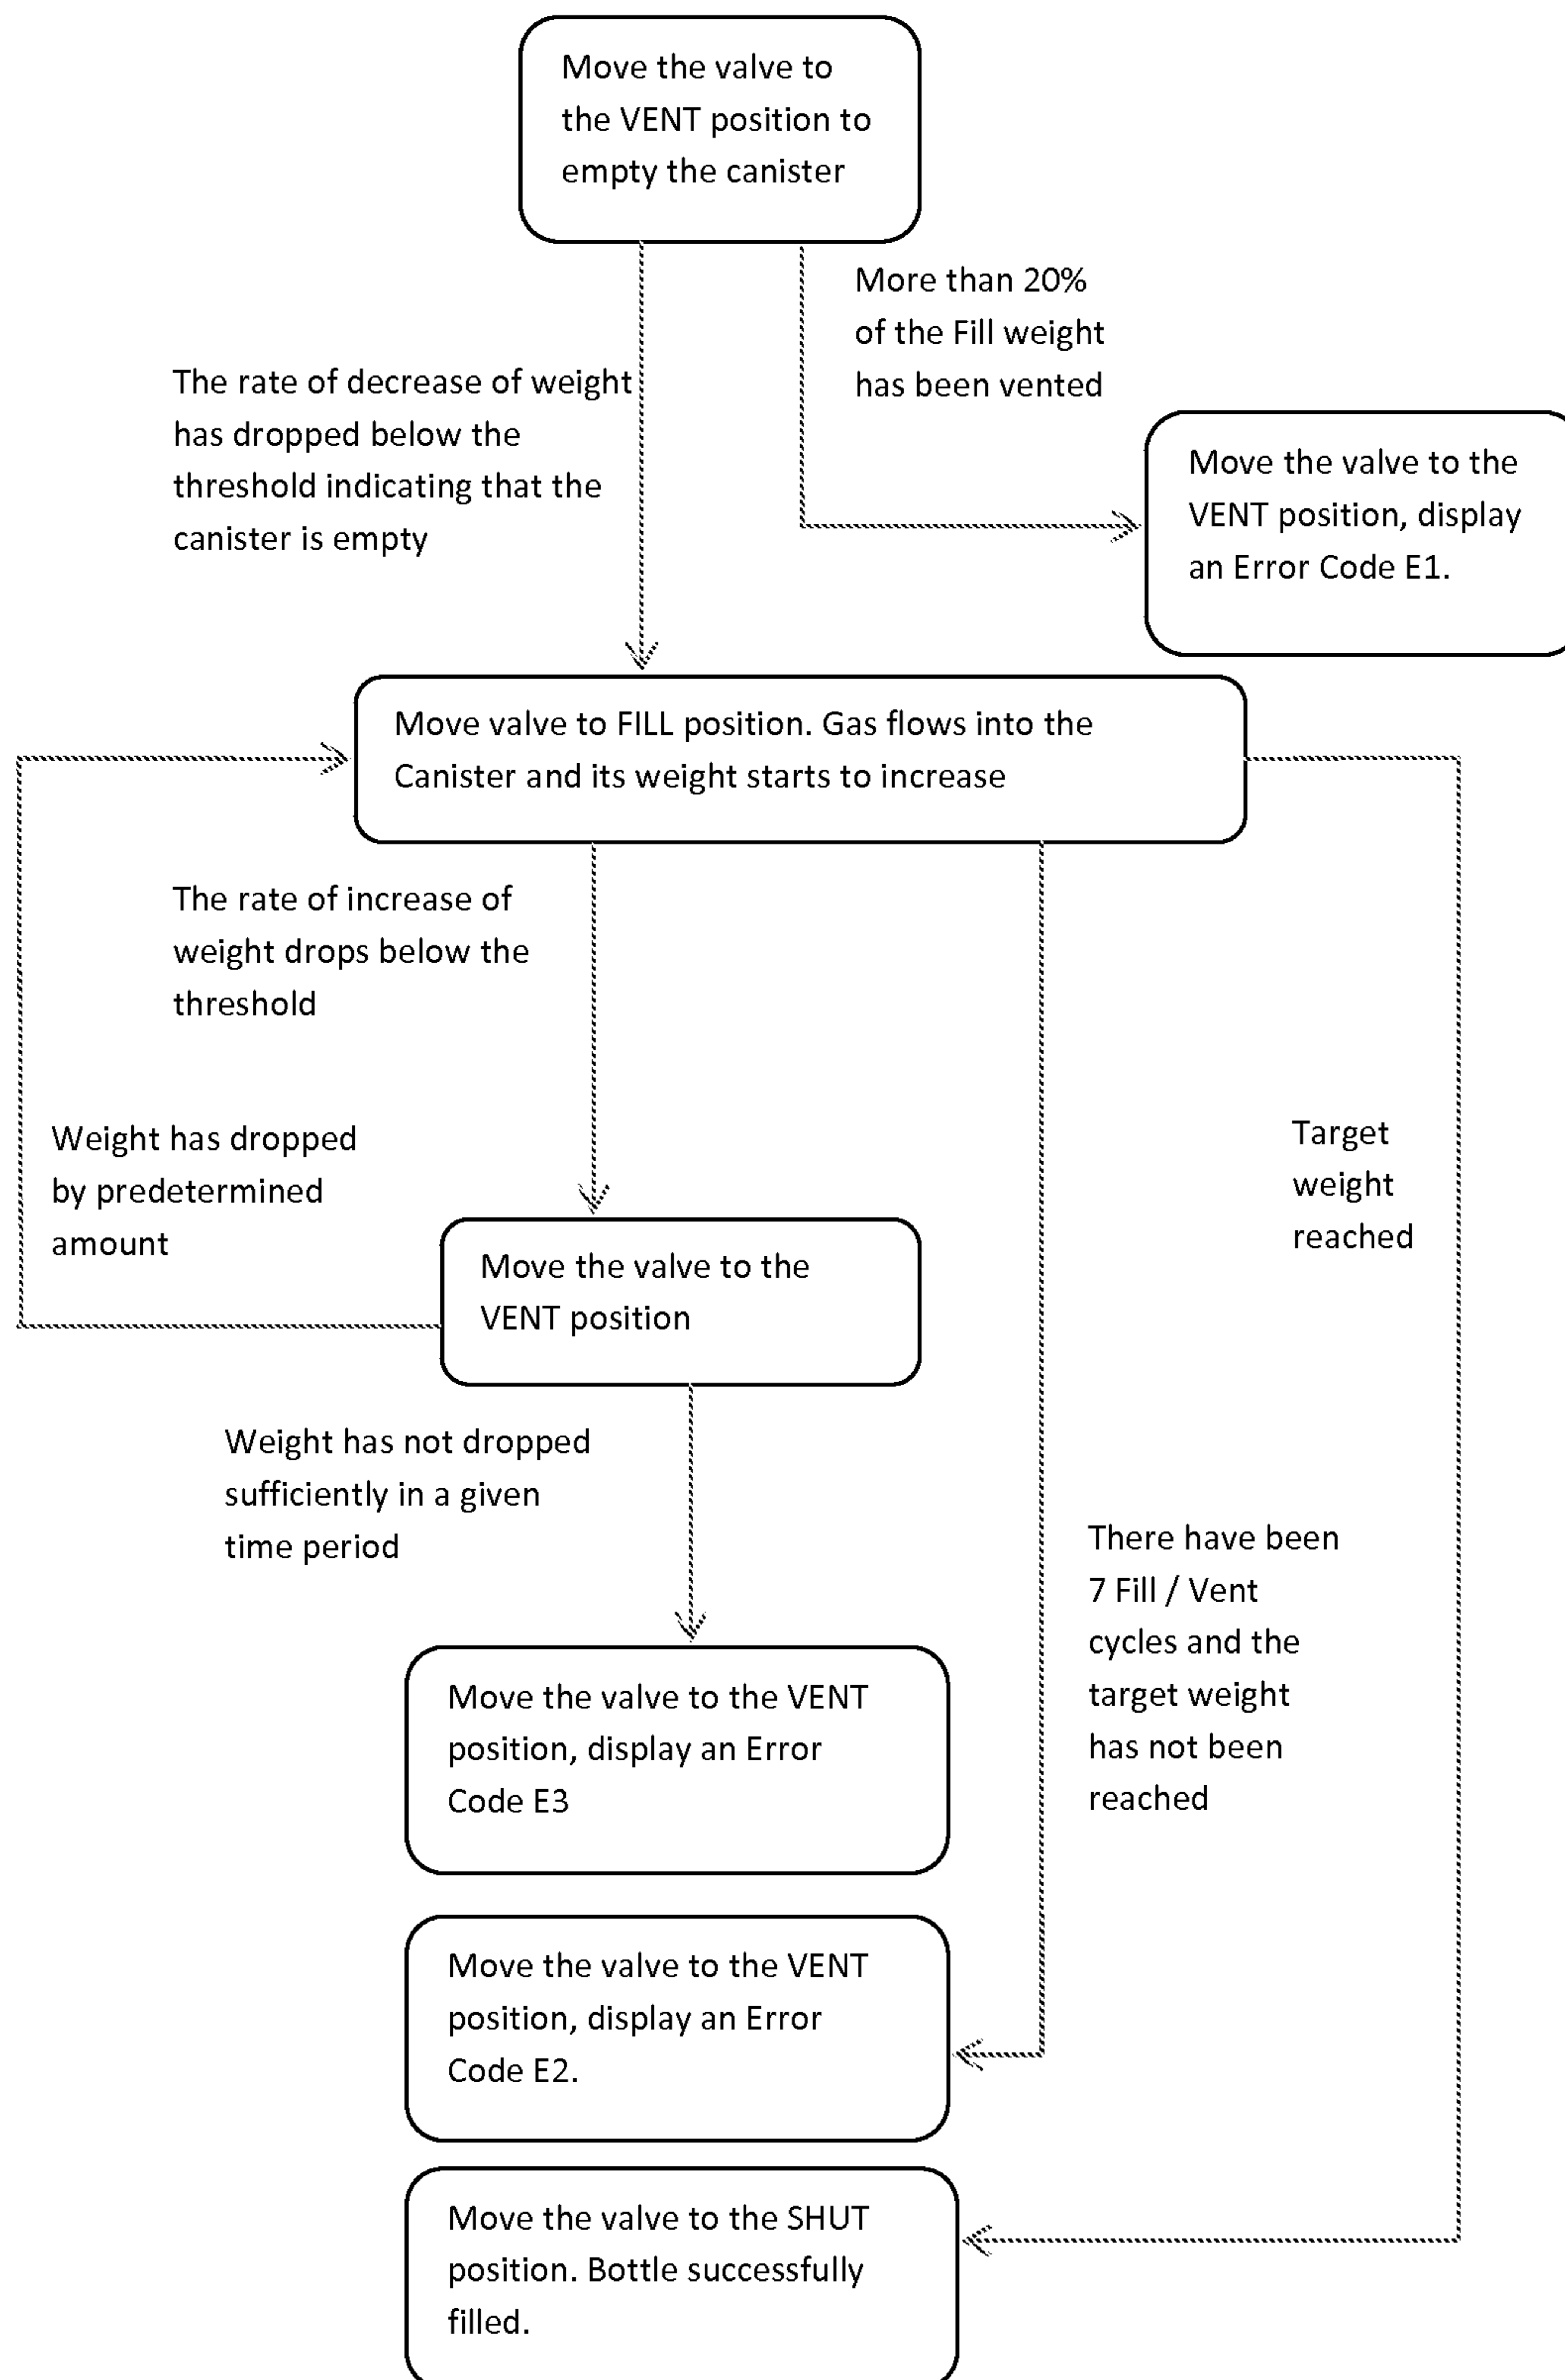 Move the valve to
the VENT position to
empty the canister
More than 20%
of the Fill weight
has been vented
The rate of decrease of weight
has dropped below the
threshold indicating that the
canister is empty
Move the valve to the
VENT position, display
an Error Code E1.
Move valve to FILL position. Gas flows into the
Canister and its weight starts to increase
The rate of increase of
weight drops below the
threshold
Weight has dropped
by predetermined
amount
Target
weight
reached
Move the valve to the
VENT position
Weight has not dropped
sufficiently in a given
time period
There have been
7 Fill / Vent
cycles and the
target weight
has not been
reached
Move the valve to the VENT
position, display an Error
Code E3
Move the valve to the VENT
position, display an Error
Code E2.
Move the valve to the SHUT
position. Bottle successfully
filled.